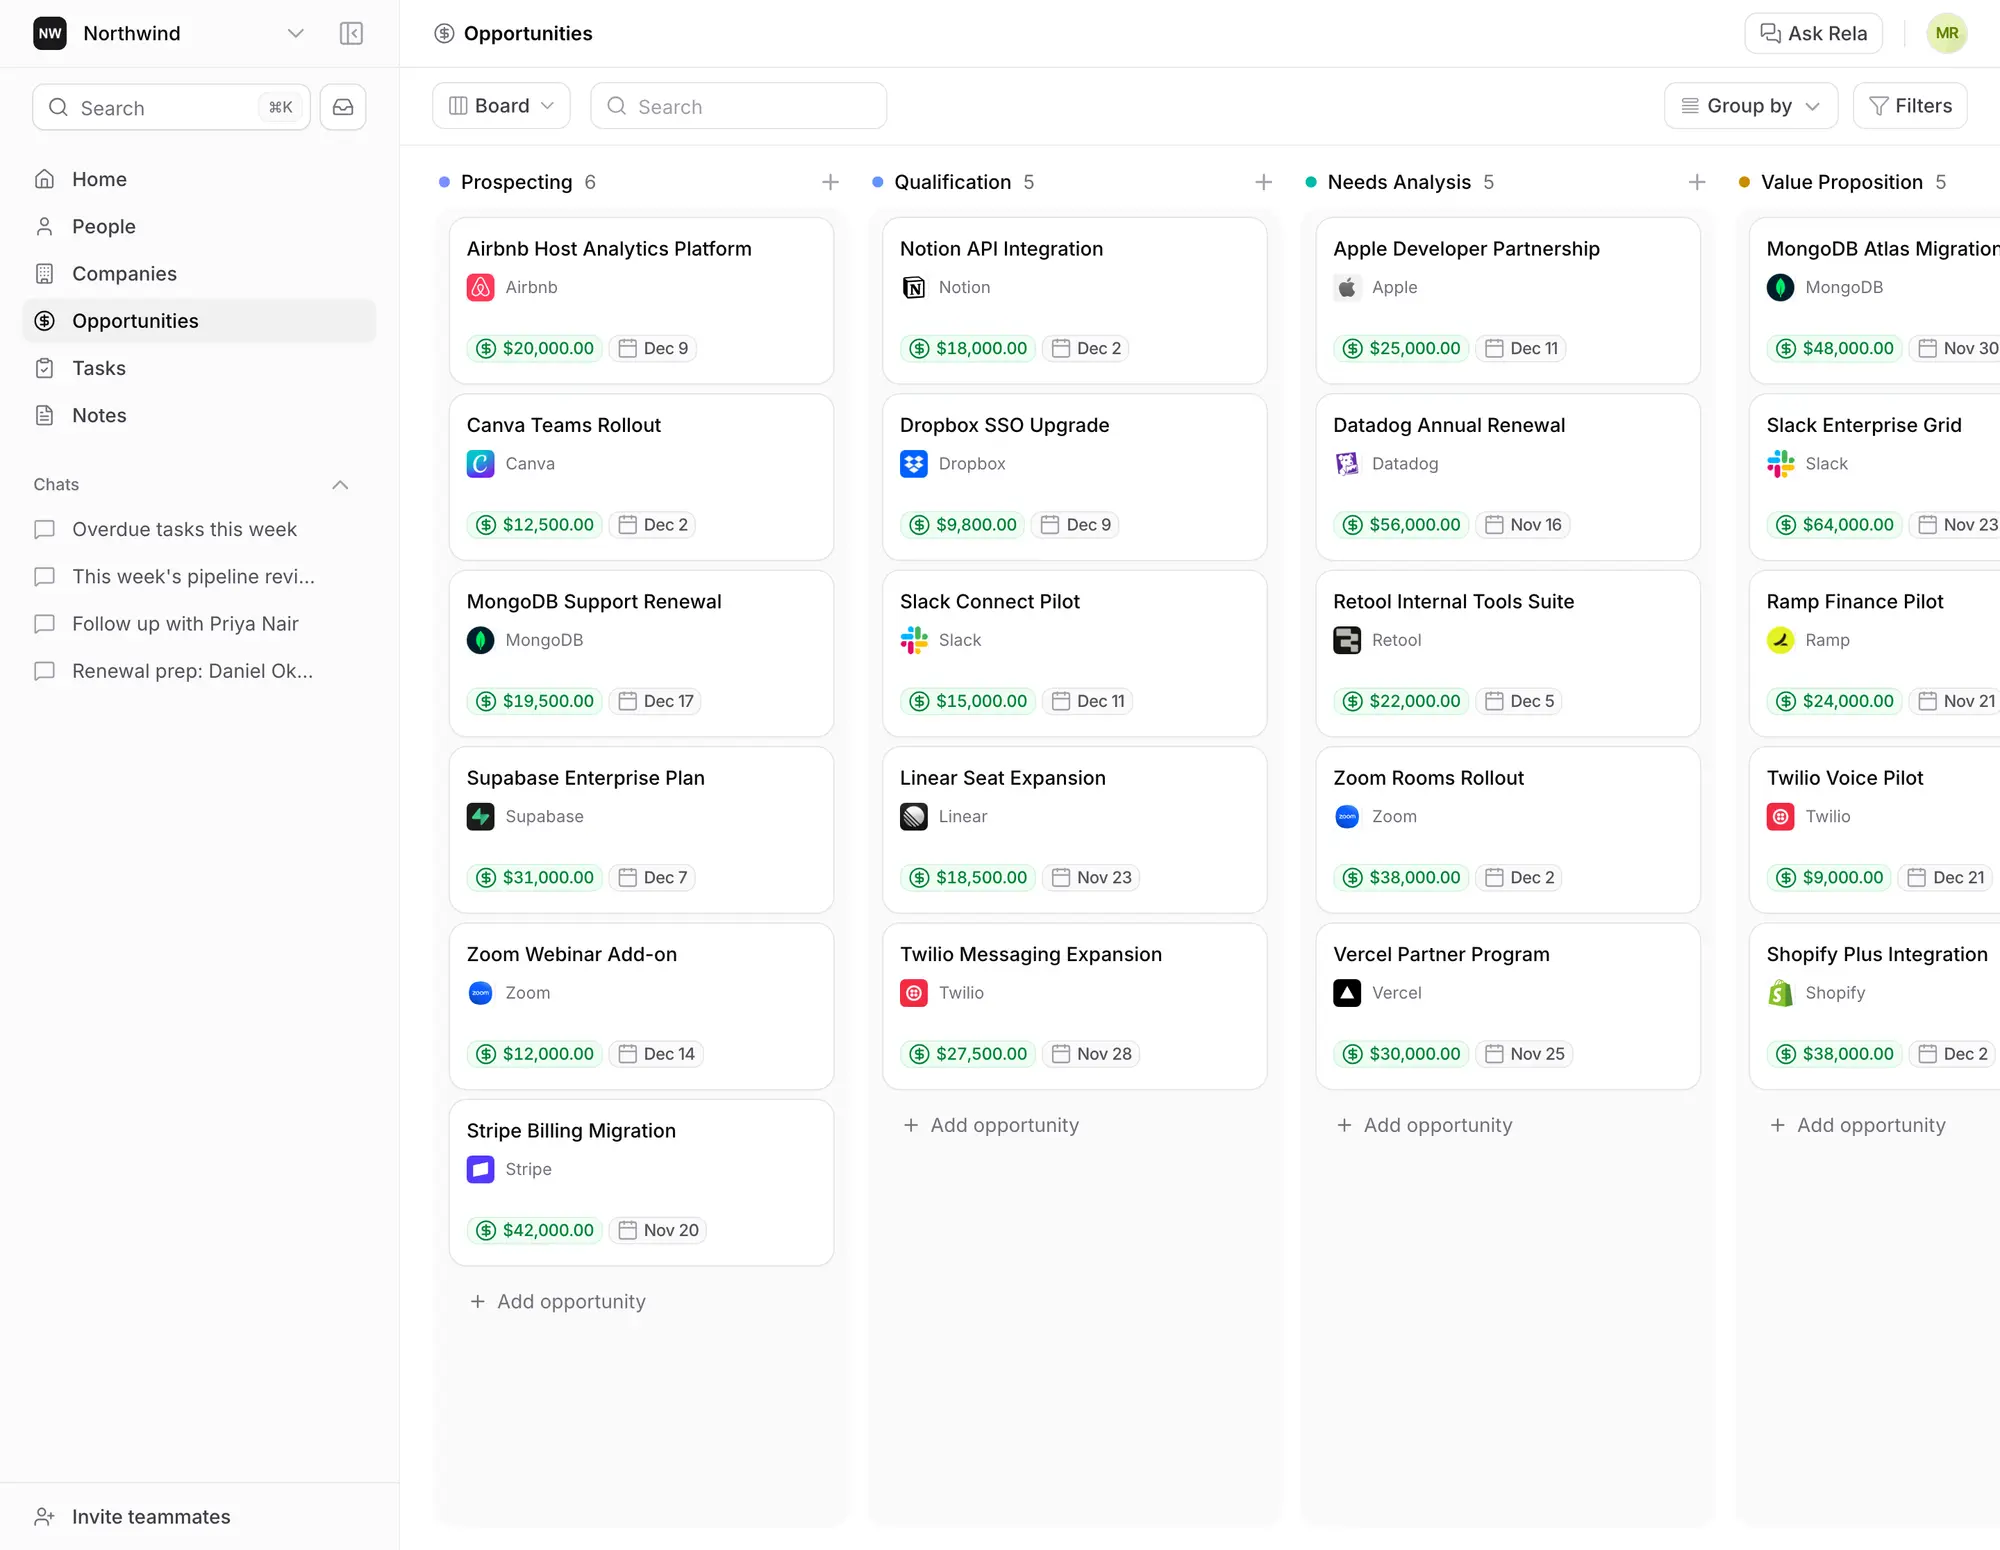 NW Northwind
Search ⌘K
Home
People
Companies
Opportunities
Tasks
Notes
Chats
Overdue tasks this week
This week's pipeline revi...
Follow up with Priya Nair
Renewal prep: Daniel Ok...
Invite teammates
Opportunities
Ask Rela
MR
Board
Search
Group by
Filters
Prospecting 6
Airbnb Host Analytics Platform
Airbnb
$20,000.00 Dec 9
Canva Teams Rollout
Canva
$12,500.00 Dec 2
MongoDB Support Renewal
MongoDB
$19,500.00 Dec 17
Supabase Enterprise Plan
Supabase
$31,000.00 Dec 7
Zoom Webinar Add-on
zoom Zoom
$12,000.00 Dec 14
Stripe Billing Migration
Stripe
$42,000.00 Nov 20
+ Add opportunity
Qualification 5
Notion API Integration
Notion
$18,000.00 Dec 2
Dropbox SSO Upgrade
Dropbox
$9,800.00 Dec 9
Slack Connect Pilot
Slack
$15,000.00 Dec 11
Linear Seat Expansion
Linear
$18,500.00 Nov 23
Twilio Messaging Expansion
Twilio
$27,500.00 Nov 28
+ Add opportunity
Needs Analysis 5
Apple Developer Partnership
Apple
$25,000.00 Dec 11
Datadog Annual Renewal
Datadog
$56,000.00 Nov 16
Retool Internal Tools Suite
Retool
$22,000.00 Dec 5
Zoom Rooms Rollout
zoom Zoom
$38,000.00 Dec 2
Vercel Partner Program
Vercel
$30,000.00 Nov 25
+ Add opportunity
Value Proposition 5
MongoDB Atlas Migration
MongoDB
$48,000.00 Nov 30
Slack Enterprise Grid
Slack
$64,000.00 Nov 23
Ramp Finance Pilot
Ramp
$24,000.00 Nov 21
Twilio Voice Pilot
Twilio
$9,000.00 Dec 21
Shopify Plus Integration
Shopify
$38,000.00 Dec 2
+ Add opportunity